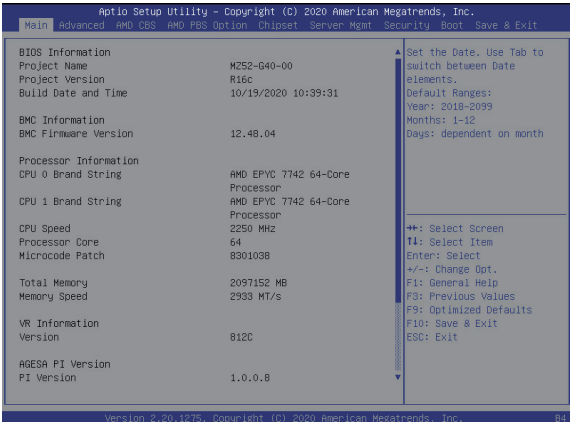 Aptio Setup Utility – Copyright (C) 2020 American Megatrends, Inc.
Main Advanced AMD CBS AMD PBS Option Chipset Server Mgmt Security Boot Save & Exit
BIOS Information
Project Name MZ52-G40-00
Project Version R16c
Build Date and Time 10/19/2020 10:39:31
BMC Information
BMC Firmware Version 12.48.04
Processor Information
CPU 0 Brand String AMD EPYC 7742 64-Core
Processor
CPU 1 Brand String AMD EPYC 7742 64-Core
Processor
CPU Speed 2250 MHz
Processor Core 64
Microcode Patch 8301038
Total Memory 2097152 MB
Memory Speed 2933 MT/s
VR Information
Version 812C
AGESA PI Version
PI Version 1.0.0.8
Set the Date. Use Tab to
switch between Date
elements.
Default Ranges:
Year: 2018-2099
Months: 1-12
Days: dependent on month
→←: Select Screen
↑↓: Select Item
Enter: Select
+/-: Change Opt.
F1: General Help
F3: Previous Values
F9: Optimized Defaults
F10: Save & Exit
ESC: Exit
Version 2.20.1275. Copyright (C) 2020 American Megatrends, Inc.
B4